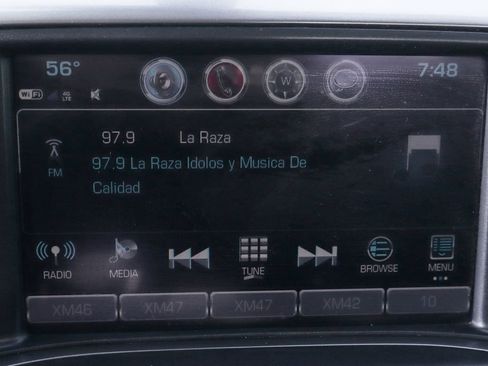 56° 7:48
WiFi 4G LTE
W
97.9 La Raza
97.9 La Raza Idolos y Musica De
Calidad
FM
RADIO MEDIA TUNE BROWSE MENU
XM46 XM47 XM47 XM42 10